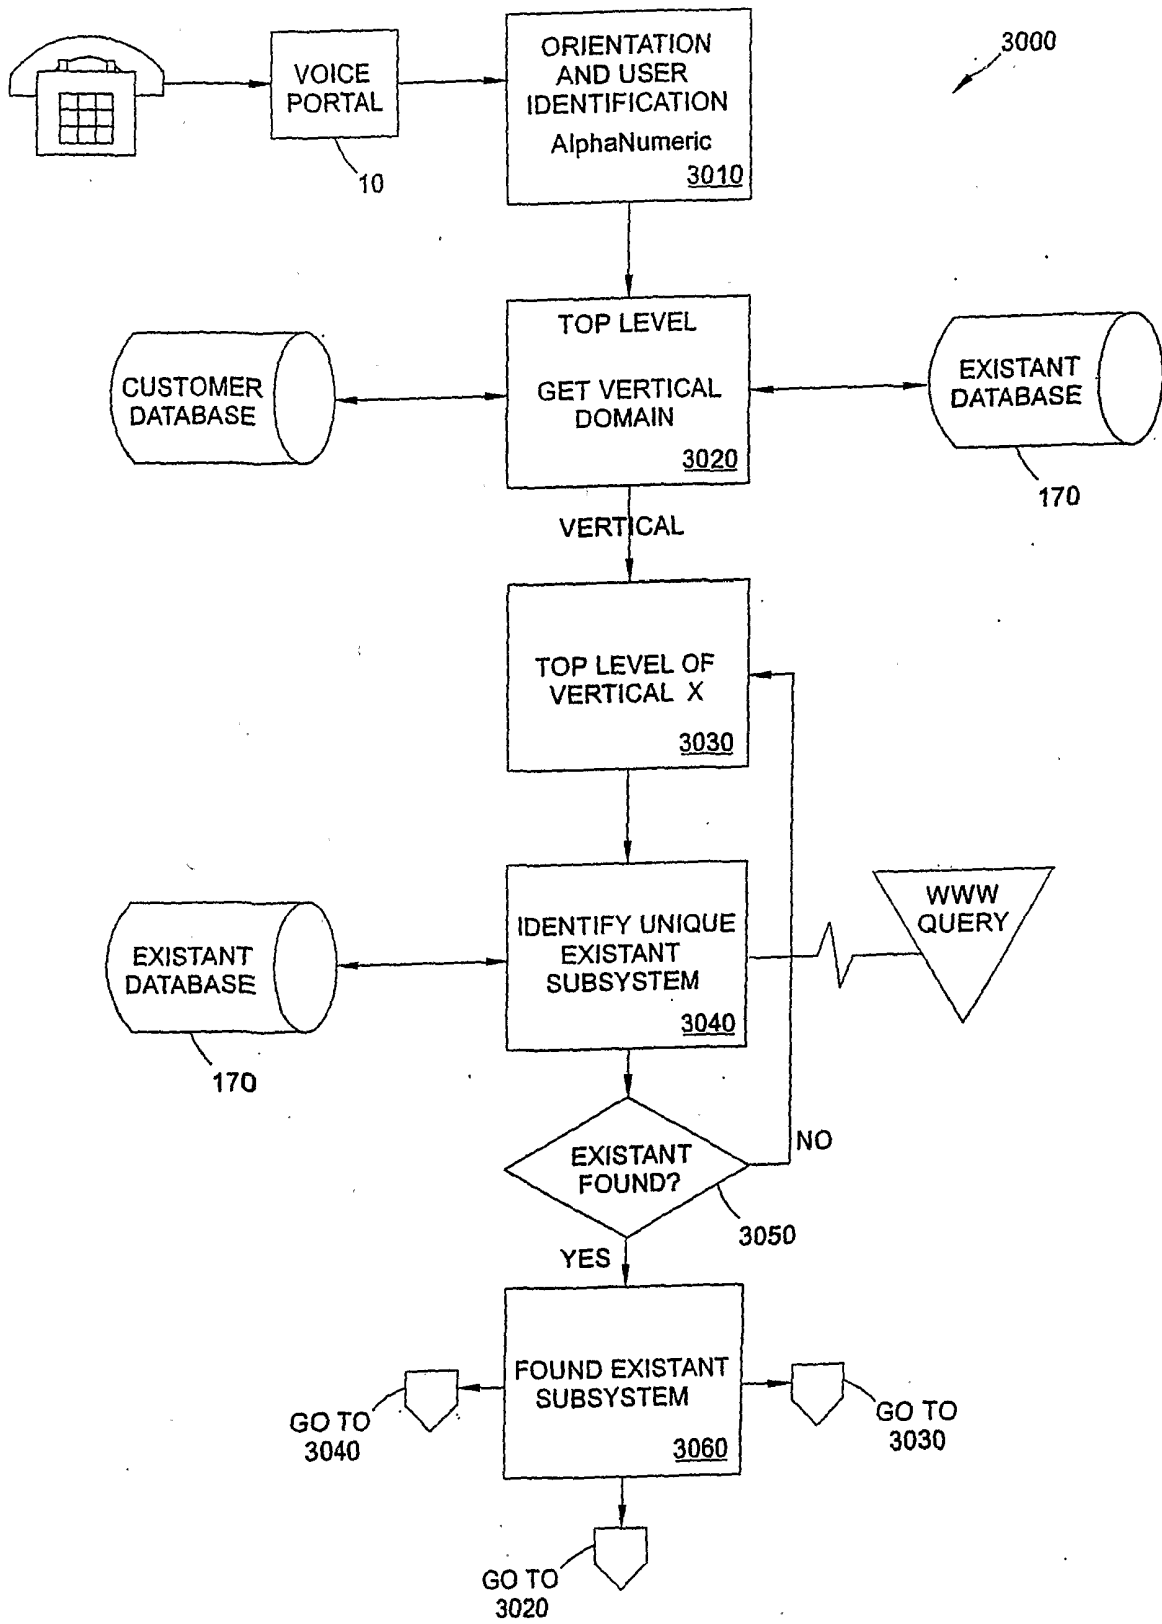 3000
VOICE
PORTAL
10
ORIENTATION
AND USER
IDENTIFICATION
AlphaNumeric
3010
CUSTOMER
DATABASE
TOP LEVEL
GET VERTICAL
DOMAIN
3020
EXISTANT
DATABASE
170
VERTICAL
TOP LEVEL OF
VERTICAL X
3030
EXISTANT
DATABASE
170
IDENTIFY UNIQUE
EXISTANT
SUBSYSTEM
3040
WWW
QUERY
EXISTANT
FOUND?
NO
3050
YES
FOUND EXISTANT
SUBSYSTEM
3060
GO TO
3040
GO TO
3030
GO TO
3020